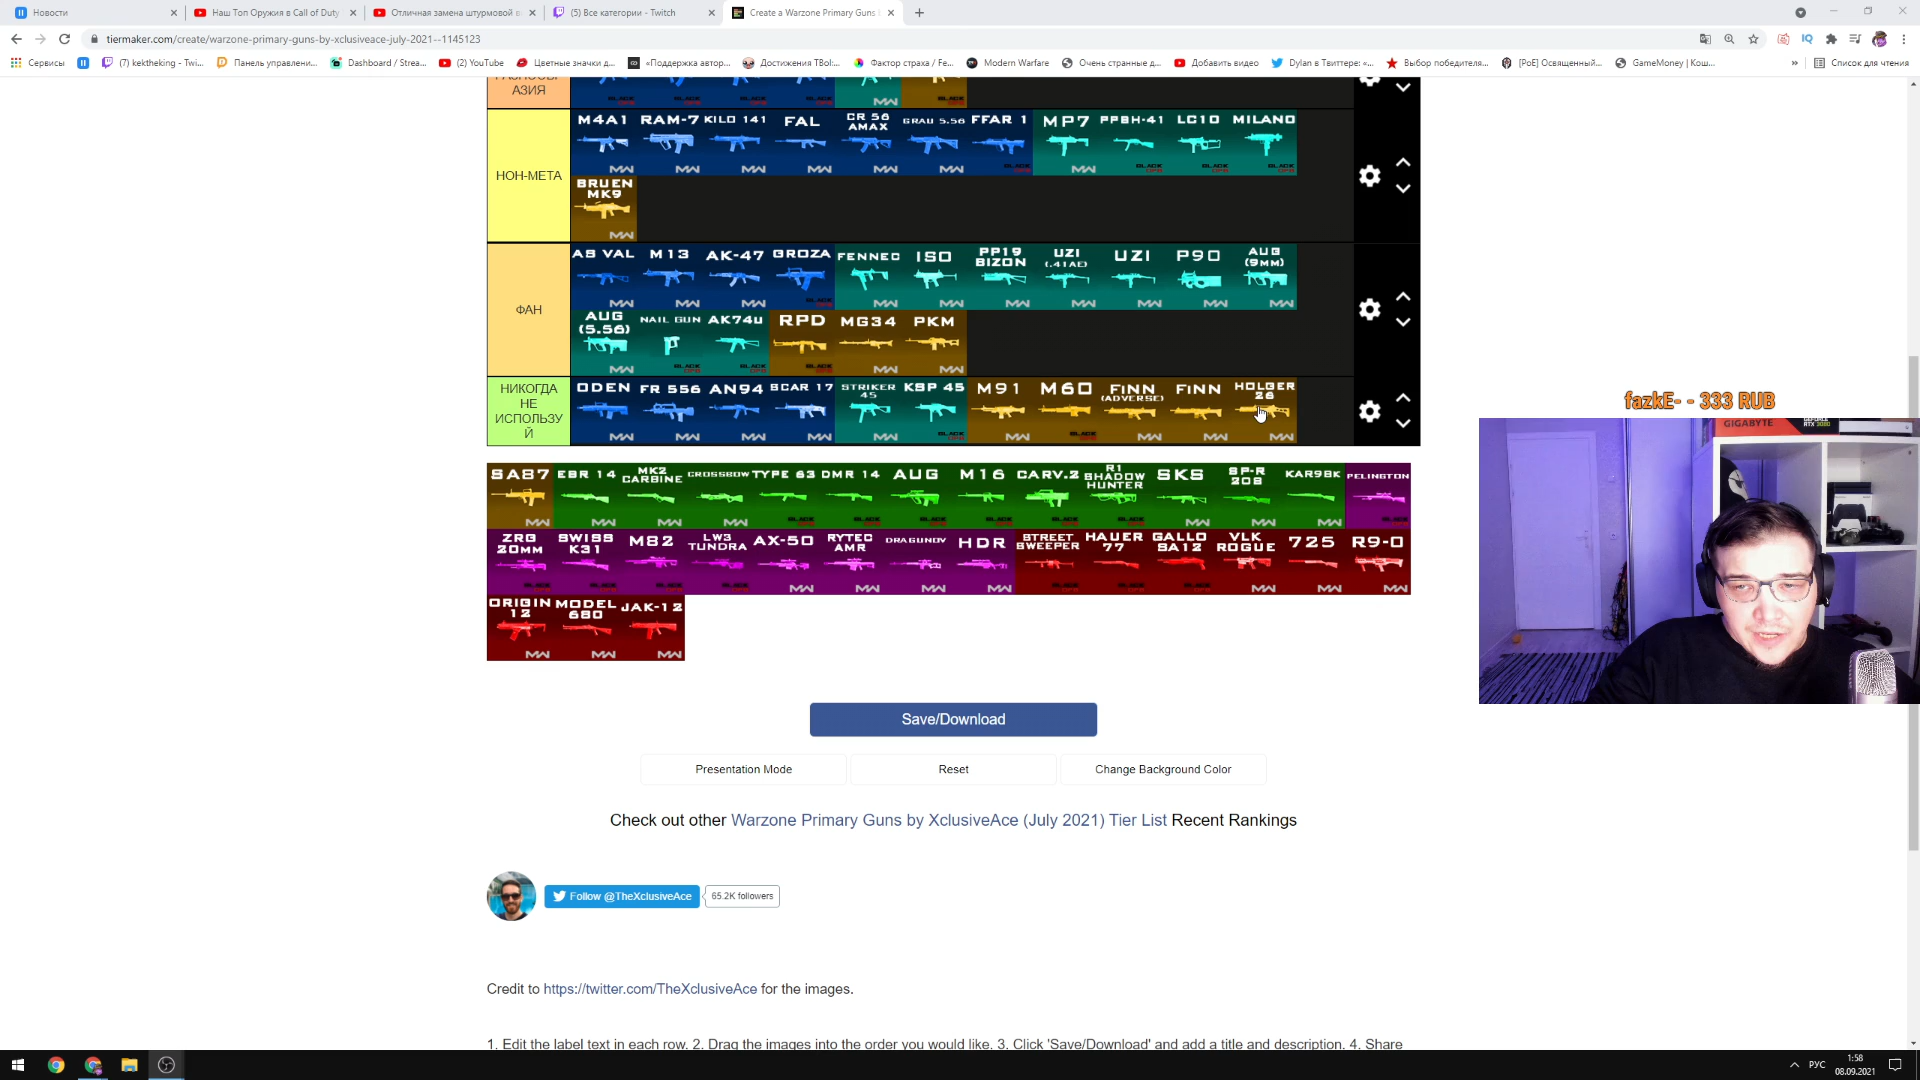 Новости
Наш Топ Оружия в Call of Duty
Отличная замена штурмовой в
(5) Все категории - Twitch
Create a Warzone Primary Guns
tiermaker.com/create/warzone-primary-guns-by-xclusiveace-july-2021--1145123
Сервисы
(7) kektheking - Twi...
Панель управлени...
Dashboard / Strea...
(2) YouTube
Цветные значки д...
«Поддержка автор...
Достижения TBol:...
Фактор страха / Fe...
Modern Warfare
Очень странные д...
Добавить видео
Dylan в Твиттере: «...
Выбор победителя...
[PoE] Освященный...
GameMoney | Кош...
»
Список для чтения
АЗИЯ
НОН-МЕТА
M4A1 RAM-7 KILO 141 FAL CR 56 AMAX GRAU 5.56 FFAR 1 MP7 PPSH-41 LC10 MILANO
BRUEN MK9
ФАН
AS VAL M13 AK-47 GROZA FENNEC ISO PP19 BIZON UZI (.41AE) UZI P90 AUG (9MM)
AUG (5.56) NAIL GUN AK74U RPD MG34 PKM
НИКОГДА НЕ ИСПОЛЬЗУЙ
ODEN FR 556 AN94 SCAR 17 STRIKER 45 KSP 45 M91 M60 FINN (ADVERSE) FINN HOLGER 26
SA87 EBR 14 MK2 CARBINE CROSSBOW TYPE 63 DMR 14 AUG M16 CARV.2 R1 SHADOW HUNTER SKS SP-R 208 KAR98K PELINGTON
ZRG 20MM SWISS K31 M82 LW3 TUNDRA AX-50 RYTEC AMR DRAGUNOV HDR STREET SWEEPER HAUER 77 GALLO SA12 VLK ROGUE 725 R9-0
ORIGIN 12 MODEL 680 JAK-12
Save/Download
Presentation Mode
Reset
Change Background Color
Check out other Warzone Primary Guns by XclusiveAce (July 2021) Tier List Recent Rankings
Follow @TheXclusiveAce
65.2K followers
Credit to https://twitter.com/TheXclusiveAce for the images.
1. Edit the label text in each row. 2. Drag the images into the order you would like. 3. Click 'Save/Download' and add a title and description. 4. Share
fazkE- - 333 RUB
GIGABYTE
RTX 3080
РУС
1:58
08.09.2021